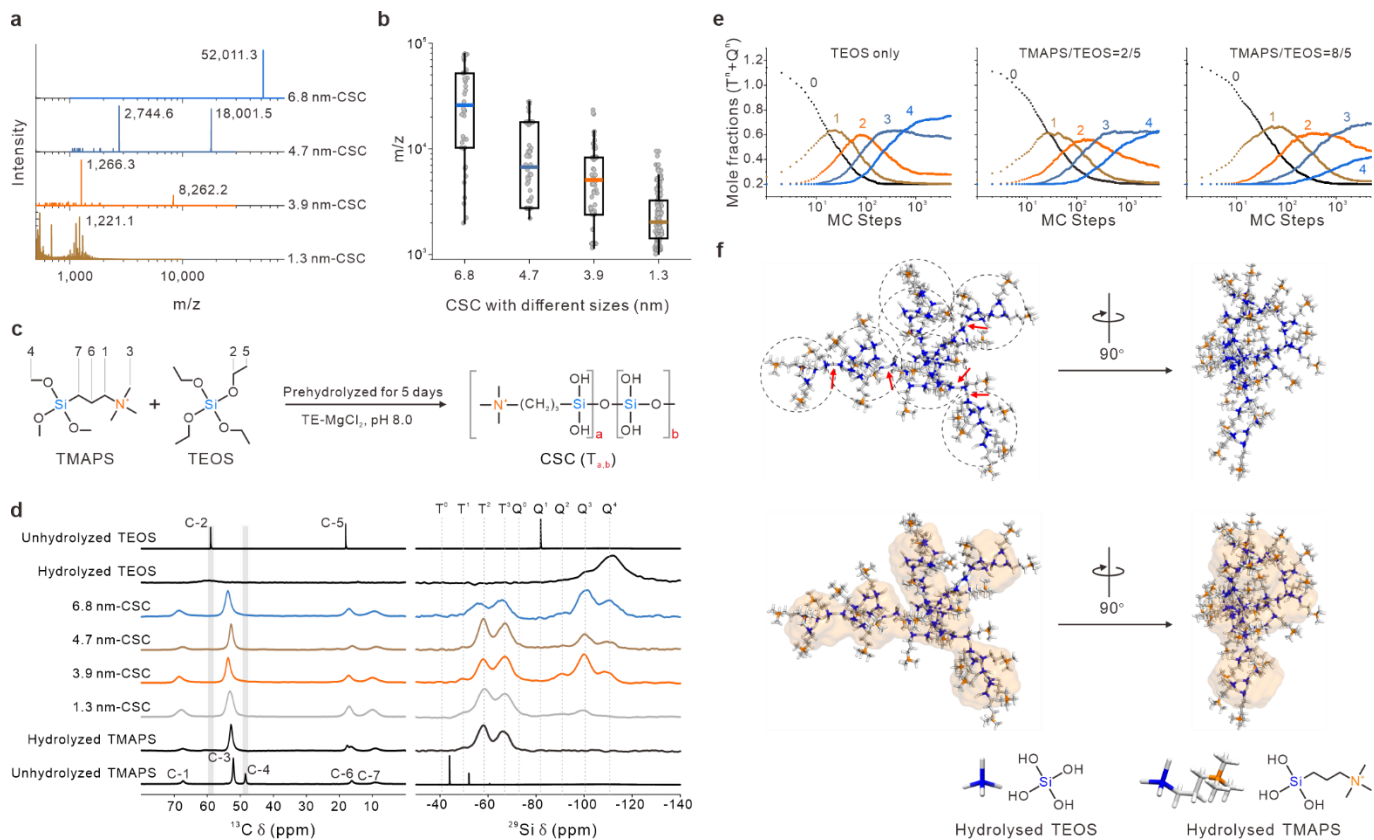 a
52,011.3
6.8 nm-CSC
2,744.6
18,001.5
4.7 nm-CSC
1,266.3
8,262.2
3.9 nm-CSC
1,221.1
1.3 nm-CSC
Intensity
1,000
10,000
m/z
b
10⁵
10⁴
10³
m/z
6.8
4.7
3.9
1.3
CSC with different sizes (nm)
c
4 7 6 1 3
O
Si
N⁺
O
O
TMAPS
+
2 5
O
O
Si
O
O
TEOS
Prehydrolyzed for 5 days
TE-MgCl₂, pH 8.0
OH OH
N⁺ (CH₂)₃ Si O Si O
OH OH
a b
CSC (Tₐ,b)
d
C-2
C-5
Unhydrolyzed TEOS
Hydrolyzed TEOS
6.8 nm-CSC
4.7 nm-CSC
3.9 nm-CSC
1.3 nm-CSC
Hydrolyzed TMAPS
Unhydrolyzed TMAPS
C-1
C-3
C-4
C-6
C-7
70 50 30 10
¹³C δ (ppm)
T⁰ T¹ T² T³ Q⁰ Q¹ Q² Q³ Q⁴
-40 -60 -80 -100 -120 -140
²⁹Si δ (ppm)
e
TEOS only
TMAPS/TEOS=2/5
TMAPS/TEOS=8/5
Mole fractions (Tⁿ+Qⁿ)
1.2
1.0
0.8
0.6
0.4
0.2
0 1 2 3 4
0 1 2 3 4
0 1 2 3 4
10¹ 10² 10³
10¹ 10² 10³
10¹ 10² 10³
MC Steps
MC Steps
MC Steps
f
90°
90°
OH
Si OH
HO
HO
Hydrolysed TEOS
HO
HO Si
HO
N⁺
Hydrolysed TMAPS